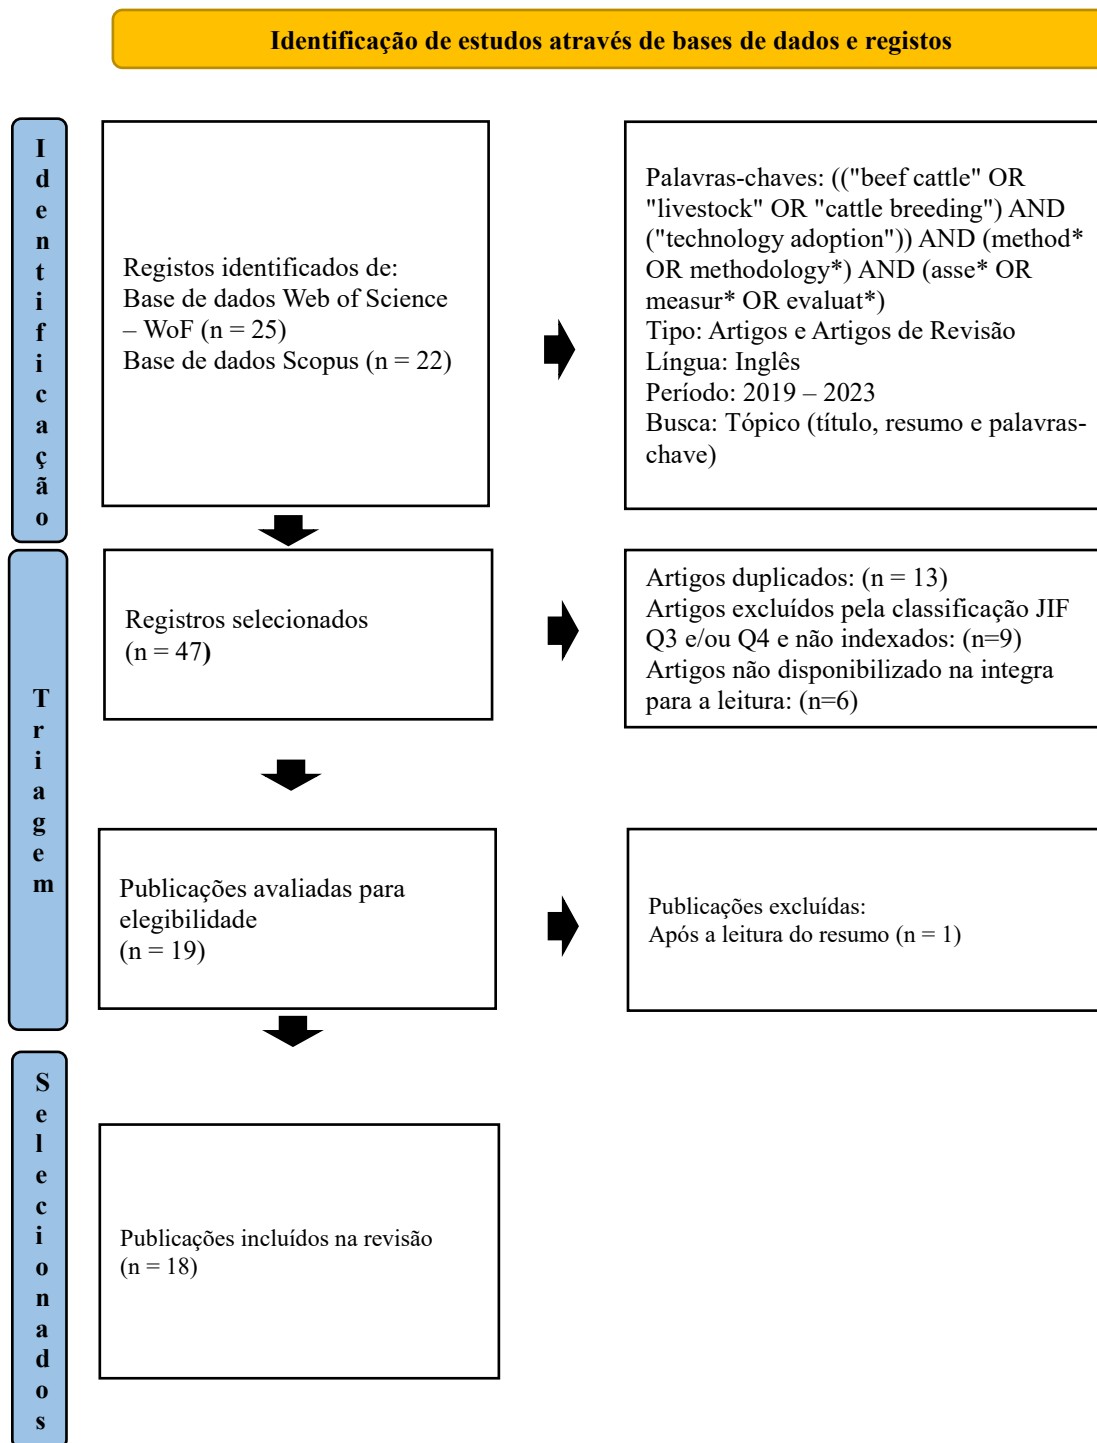 Identificação de estudos através de bases de dados e registos
Identificação
Registos identificados de:
Base de dados Web of Science
– WoF (n = 25)
Base de dados Scopus (n = 22)
Palavras-chaves: (("beef cattle" OR
"livestock" OR "cattle breeding") AND
("technology adoption")) AND (method*
OR methodology*) AND (asse* OR
measur* OR evaluat*)
Tipo: Artigos e Artigos de Revisão
Língua: Inglês
Período: 2019 – 2023
Busca: Tópico (título, resumo e palavras-
chave)
Triagem
Registros selecionados
(n = 47)
Artigos duplicados: (n = 13)
Artigos excluídos pela classificação JIF
Q3 e/ou Q4 e não indexados: (n=9)
Artigos não disponibilizado na integra
para a leitura: (n=6)
Publicações avaliadas para
elegibilidade
(n = 19)
Publicações excluídas:
Após a leitura do resumo (n = 1)
Selecionados
Publicações incluídos na revisão
(n = 18)